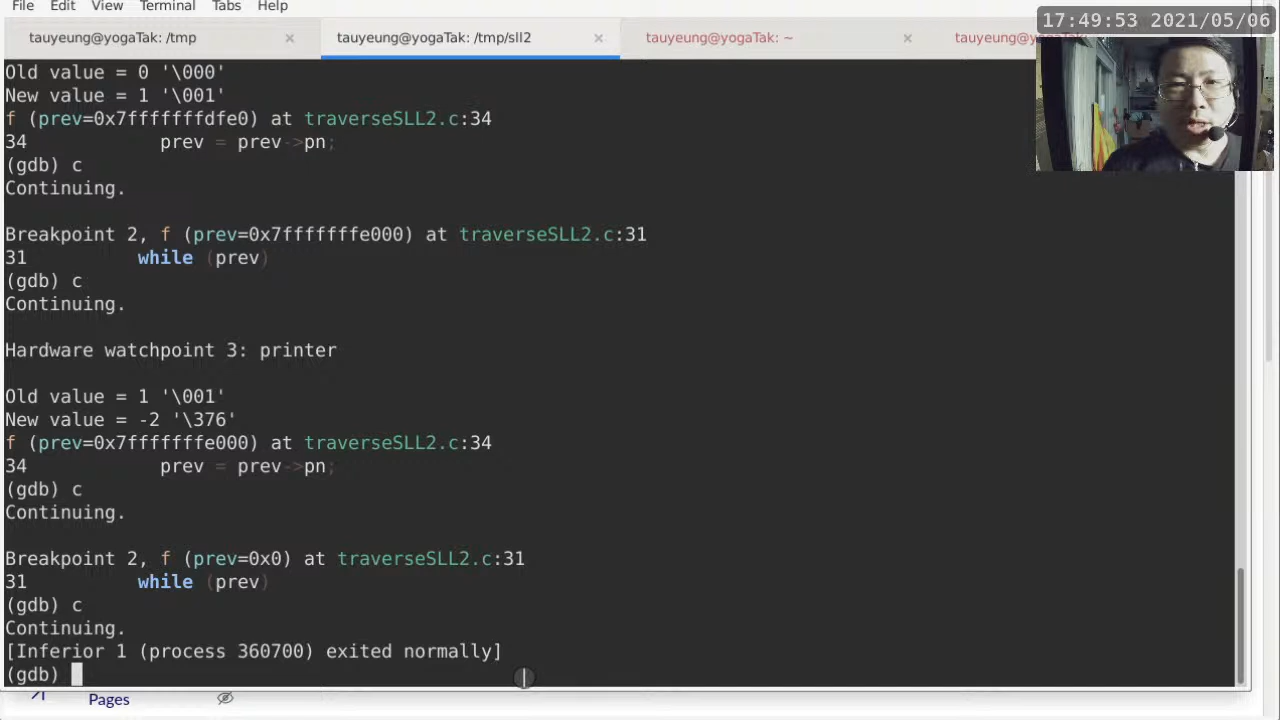 File Edit View Terminal Tabs Help
17:49:53 2021/05/06
tauyeung@yogaTak: /tmp × tauyeung@yogaTak: /tmp/sll2 × tauyeung@yogaTak: ~ ×
Old value = 0 '\000'
New value = 1 '\001'
f (prev=0x7fffffffdfe0) at traverseSLL2.c:34
34 prev = prev->pn;
(gdb) c
Continuing.
Breakpoint 2, f (prev=0x7fffffffe000) at traverseSLL2.c:31
31 while (prev)
(gdb) c
Continuing.
Hardware watchpoint 3: printer
Old value = 1 '\001'
New value = -2 '\376'
f (prev=0x7fffffffe000) at traverseSLL2.c:34
34 prev = prev->pn;
(gdb) c
Continuing.
Breakpoint 2, f (prev=0x0) at traverseSLL2.c:31
31 while (prev)
(gdb) c
Continuing.
[Inferior 1 (process 360700) exited normally]
(gdb)
Pages